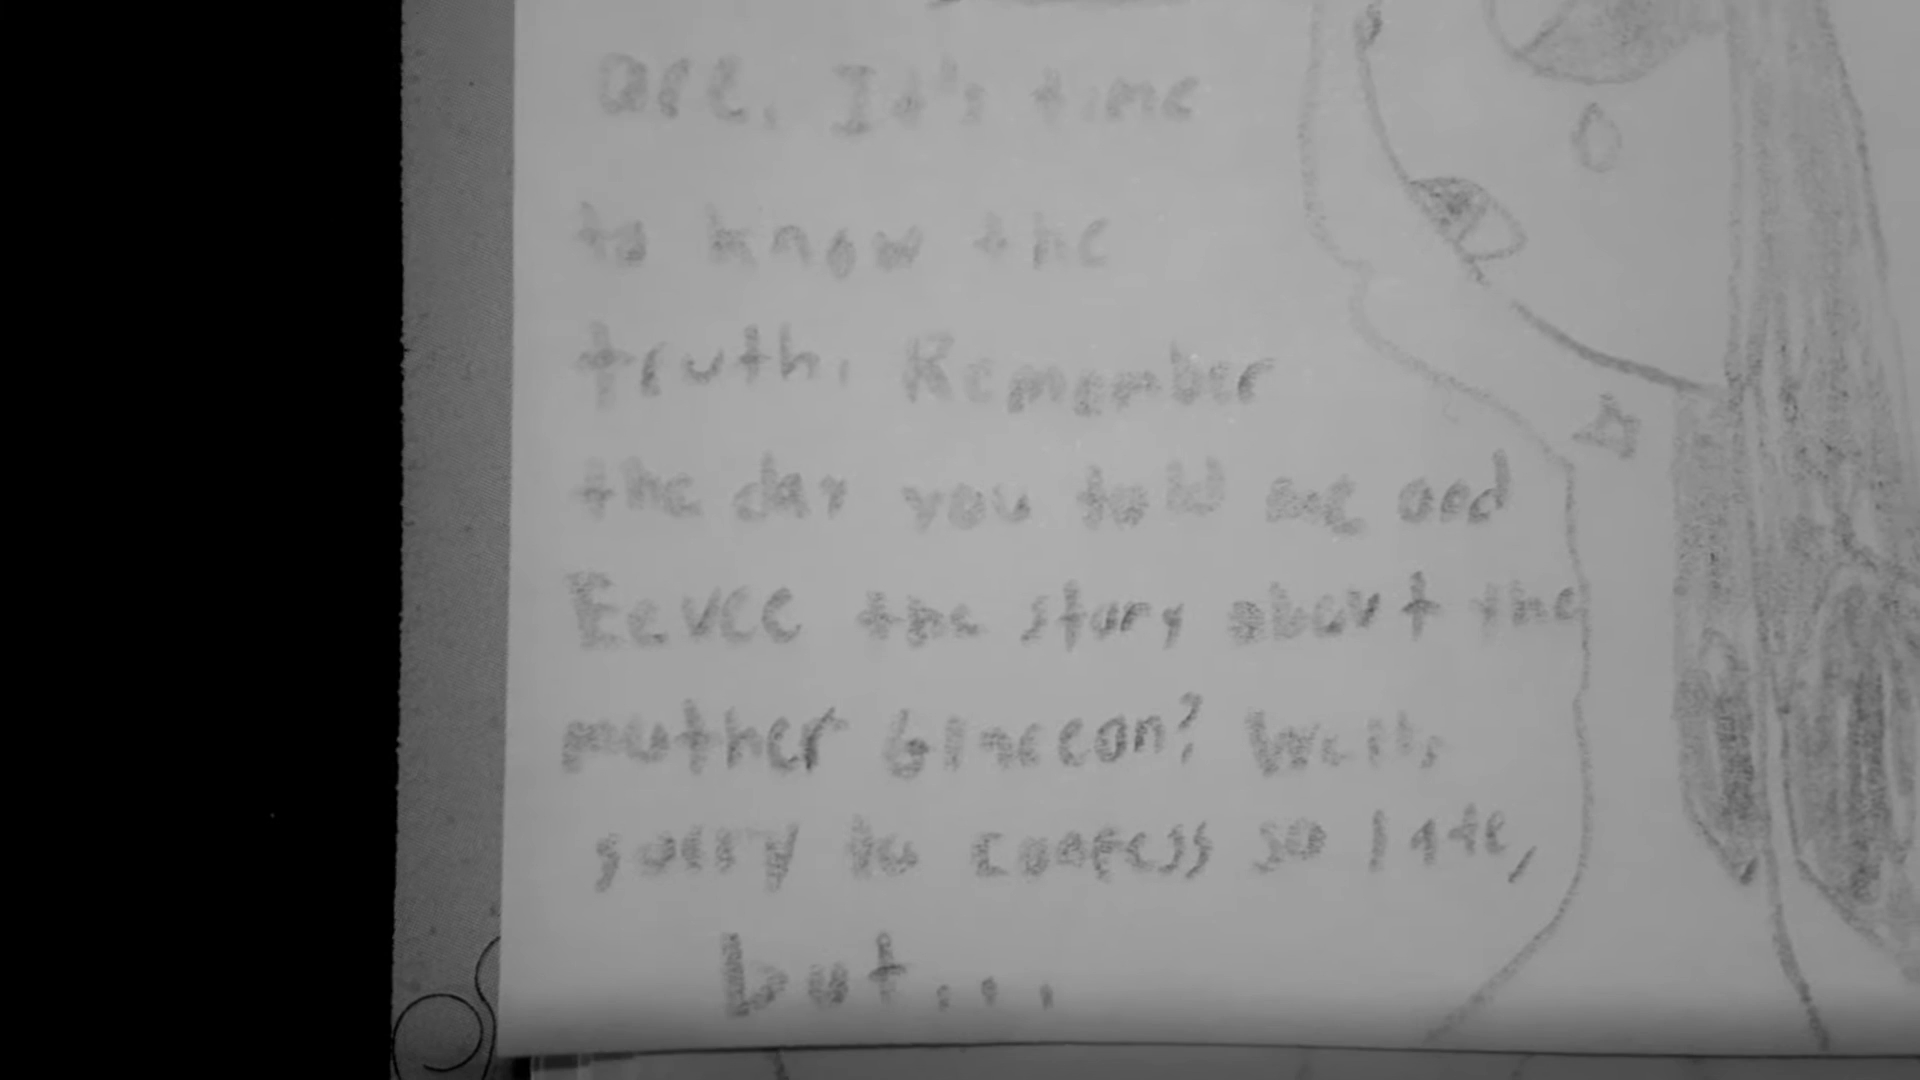 are. It's time
to know the
truth. Remember
the day you told me and
Eevee the story about the
mother Glaceon? Well,
sorry to confess so late,
but...